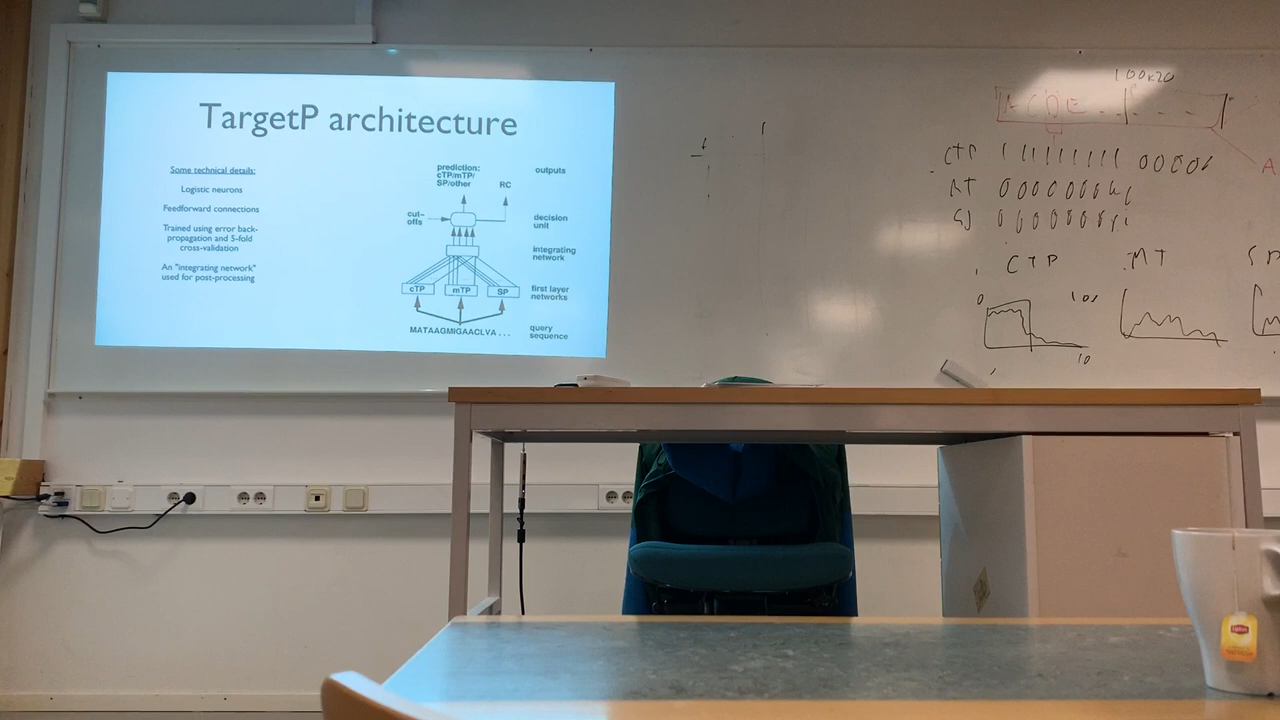 TargetP architecture
Some technical details:
Logistic neurons
Feedforward connections
Trained using error back-
propagation and 5-fold
cross-validation
An "integrating network"
used for post-processing
prediction:
cTP/mTP/
SP/other
RC
outputs
cut-
offs
decision
unit
integrating
network
cTP
mTP
SP
first layer
networks
MATAAGMIGAACLVA...
query
sequence
100x20
CTP
MT
CTP
MT
0
10
Lipton